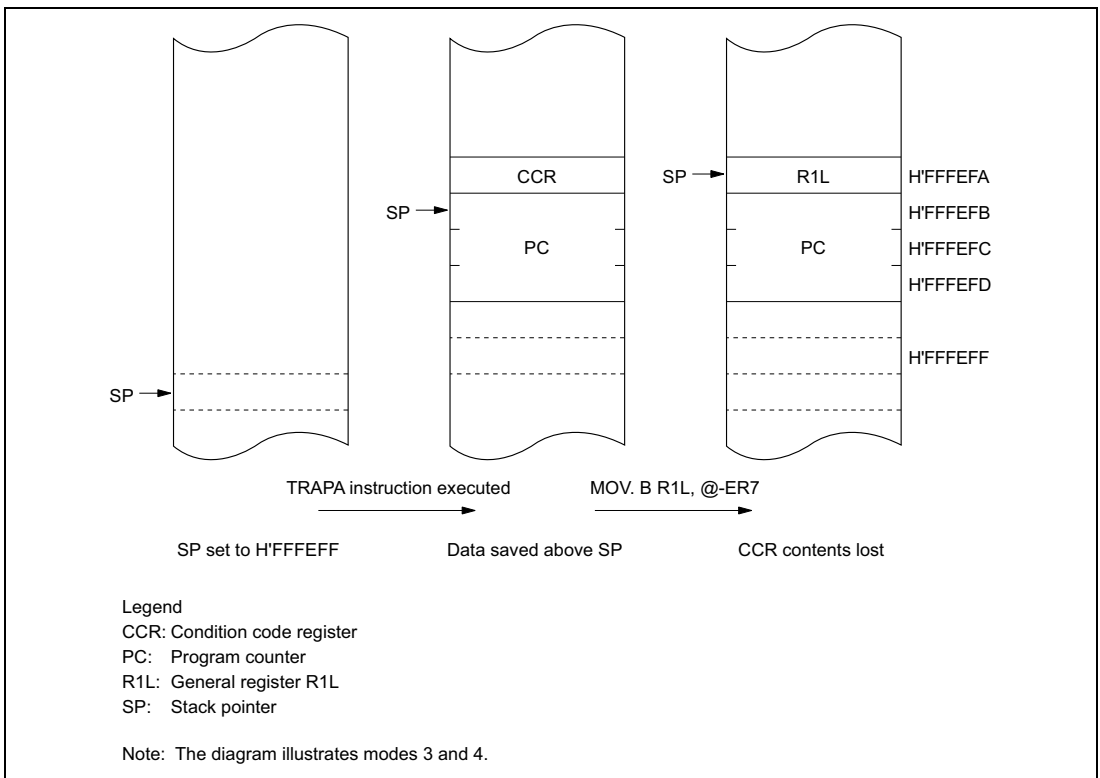 CCR
SP
R1L
H'FFFEFA
SP
H'FFFEFB
PC
PC
H'FFFEFC
H'FFFEFD
H'FFFEFF
SP
TRAPA instruction executed
MOV. B R1L, @-ER7
SP set to H'FFFEFF
Data saved above SP
CCR contents lost
Legend
CCR: Condition code register
PC: Program counter
R1L: General register R1L
SP: Stack pointer
Note: The diagram illustrates modes 3 and 4.